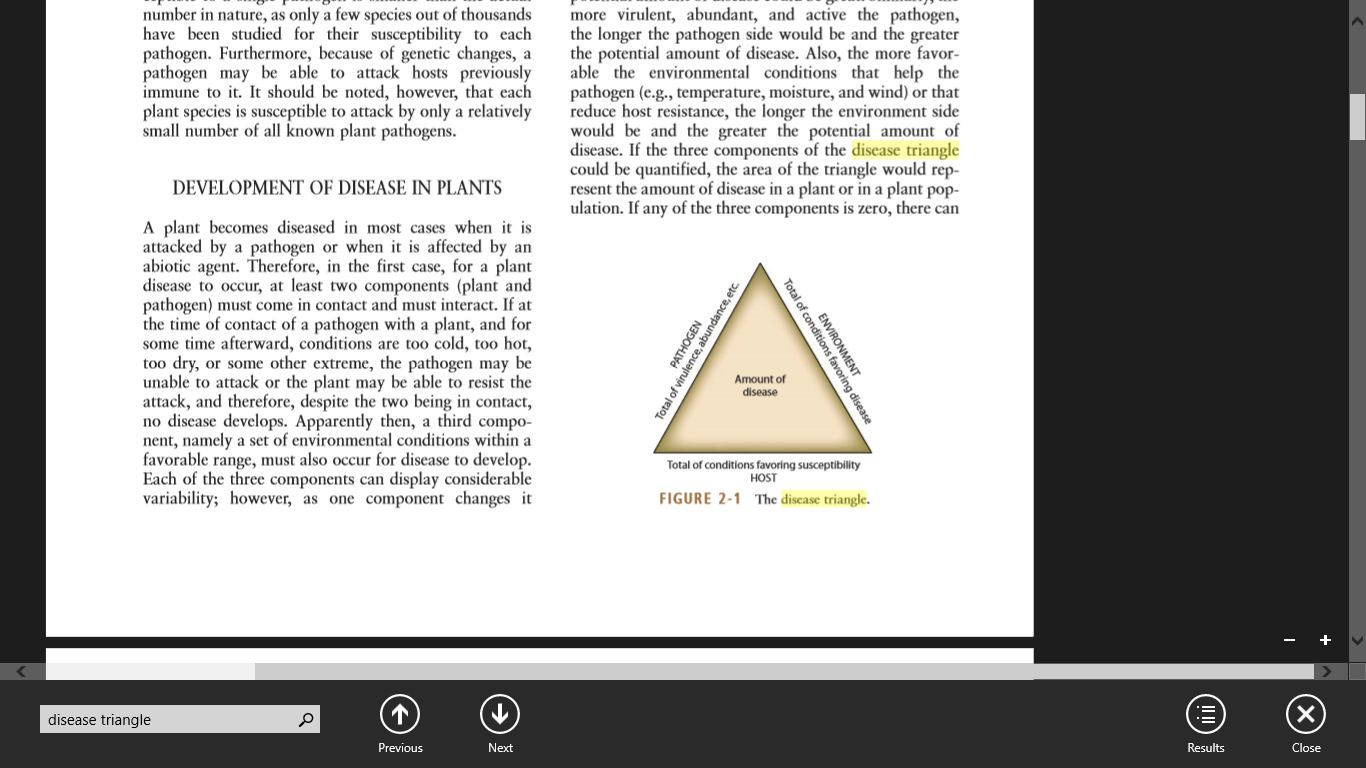 number in nature, as only a few species out of thousands
have been studied for their susceptibility to each
pathogen. Furthermore, because of genetic changes, a
pathogen may be able to attack hosts previously
immune to it. It should be noted, however, that each
plant species is susceptible to attack by only a relatively
small number of all known plant pathogens.
DEVELOPMENT OF DISEASE IN PLANTS
A plant becomes diseased in most cases when it is
attacked by a pathogen or when it is affected by an
abiotic agent. Therefore, in the first case, for a plant
disease to occur, at least two components (plant and
pathogen) must come in contact and must interact. If at
the time of contact of a pathogen with a plant, and for
some time afterward, conditions are too cold, too hot,
too dry, or some other extreme, the pathogen may be
unable to attack or the plant may be able to resist the
attack, and therefore, despite the two being in contact,
no disease develops. Apparently then, a third compo-
nent, namely a set of environmental conditions within a
favorable range, must also occur for disease to develop.
Each of the three components can display considerable
variability; however, as one component changes it
more virulent, abundant, and active the pathogen,
the longer the pathogen side would be and the greater
the potential amount of disease. Also, the more favor-
able the environmental conditions that help the
pathogen (e.g., temperature, moisture, and wind) or that
reduce host resistance, the longer the environment side
would be and the greater the potential amount of
disease. If the three components of the disease triangle
could be quantified, the area of the triangle would rep-
resent the amount of disease in a plant or in a plant pop-
ulation. If any of the three components is zero, there can
PATHOGEN
Total of virulence, abundance, etc.
ENVIRONMENT
Total of conditions favoring disease
Amount of
disease
Total of conditions favoring susceptibility
HOST
FIGURE 2-1 The disease triangle.
disease triangle
Previous
Next
Results
Close